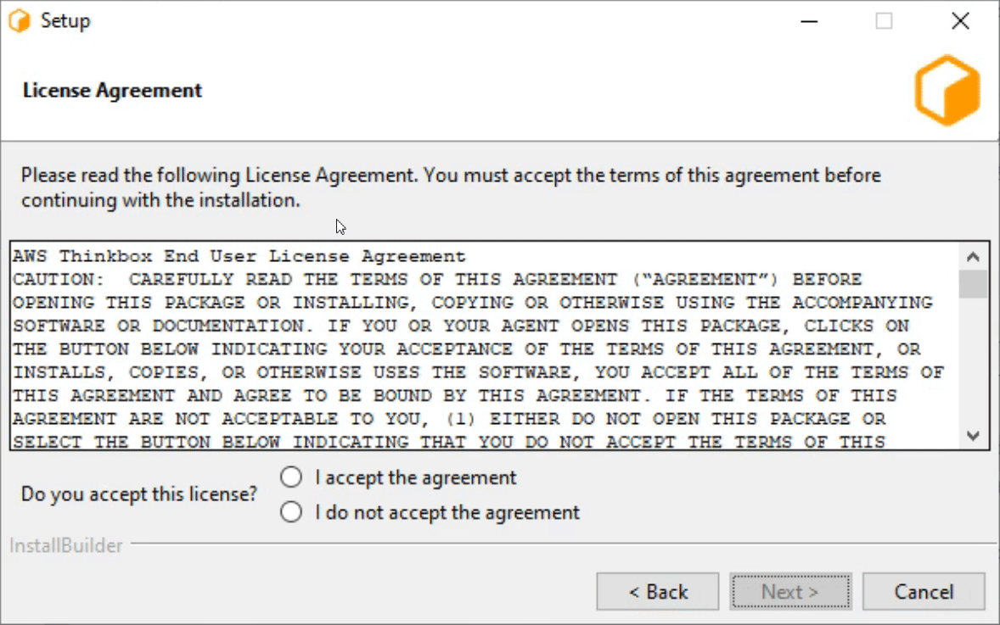 Setup
License Agreement
Please read the following License Agreement. You must accept the terms of this agreement before
continuing with the installation.
AWS Thinkbox End User License Agreement
CAUTION:  CAREFULLY READ THE TERMS OF THIS AGREEMENT (“AGREEMENT”) BEFORE
OPENING THIS PACKAGE OR INSTALLING, COPYING OR OTHERWISE USING THE ACCOMPANYING
SOFTWARE OR DOCUMENTATION. IF YOU OR YOUR AGENT OPENS THIS PACKAGE, CLICKS ON
THE BUTTON BELOW INDICATING YOUR ACCEPTANCE OF THE TERMS OF THIS AGREEMENT, OR
INSTALLS, COPIES, OR OTHERWISE USES THE SOFTWARE, YOU ACCEPT ALL OF THE TERMS OF
THIS AGREEMENT AND AGREE TO BE BOUND BY THIS AGREEMENT. IF THE TERMS OF THIS
AGREEMENT ARE NOT ACCEPTABLE TO YOU, (1) EITHER DO NOT OPEN THIS PACKAGE OR
SELECT THE BUTTON BELOW INDICATING THAT YOU DO NOT ACCEPT THE TERMS OF THIS
Do you accept this license?
I accept the agreement
I do not accept the agreement
InstallBuilder
< Back
Next >
Cancel